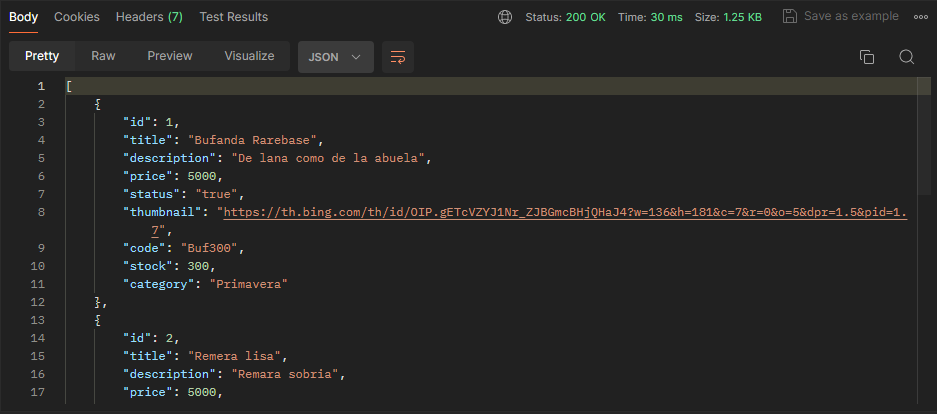 Body Cookies Headers (7) Test Results Status: 200 OK Time: 30 ms Size: 1.25 KB Save as example
Pretty Raw Preview Visualize JSON
1 [
2 {
3 "id": 1,
4 "title": "Bufanda Rarebase",
5 "description": "De lana como de la abuela",
6 "price": 5000,
7 "status": "true",
8 "thumbnail": "https://th.bing.com/th/id/OIP.gETcVZYJ1Nr_ZJBGmcBHjQHaJ4?w=136&h=181&c=7&r=0&o=5&dpr=1.5&pid=1.
7",
9 "code": "Buf300",
10 "stock": 300,
11 "category": "Primavera"
12 },
13 {
14 "id": 2,
15 "title": "Remera lisa",
16 "description": "Remara sobria",
17 "price": 5000,